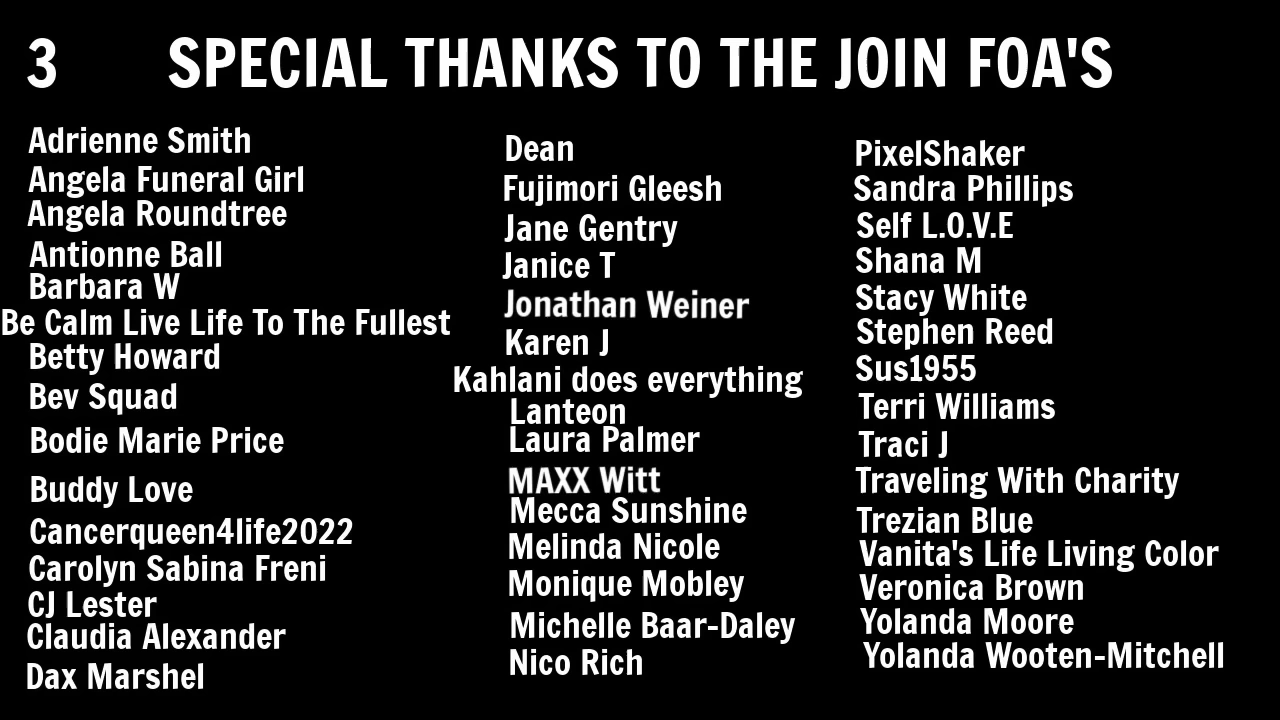 3 SPECIAL THANKS TO THE JOIN FOA'S
Adrienne Smith
Angela Funeral Girl
Angela Roundtree
Antionne Ball
Barbara W
Be Calm Live Life To The Fullest
Betty Howard
Bev Squad
Bodie Marie Price
Buddy Love
Cancerqueen4life2022
Carolyn Sabina Freni
CJ Lester
Claudia Alexander
Dax Marshel
Dean
Fujimori Gleesh
Jane Gentry
Janice T
Jonathan Weiner
Karen J
Kahlani does everything
Lanteon
Laura Palmer
MAXX Witt
Mecca Sunshine
Melinda Nicole
Monique Mobley
Michelle Baar-Daley
Nico Rich
PixelShaker
Sandra Phillips
Self L.O.V.E
Shana M
Stacy White
Stephen Reed
Sus1955
Terri Williams
Traci J
Traveling With Charity
Trezian Blue
Vanita's Life Living Color
Veronica Brown
Yolanda Moore
Yolanda Wooten-Mitchell